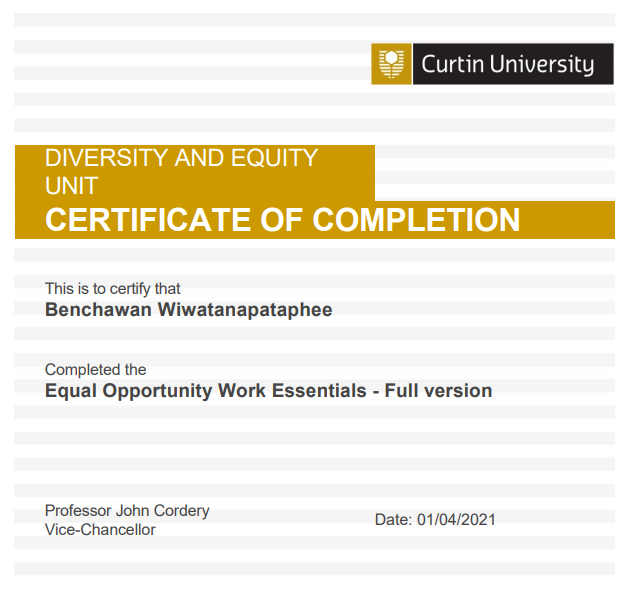 Curtin University
DIVERSITY AND EQUITY
UNIT
CERTIFICATE OF COMPLETION
This is to certify that
Benchawan Wiwatanapataphee
Completed the
Equal Opportunity Work Essentials - Full version
Professor John Cordery
Vice-Chancellor
Date: 01/04/2021